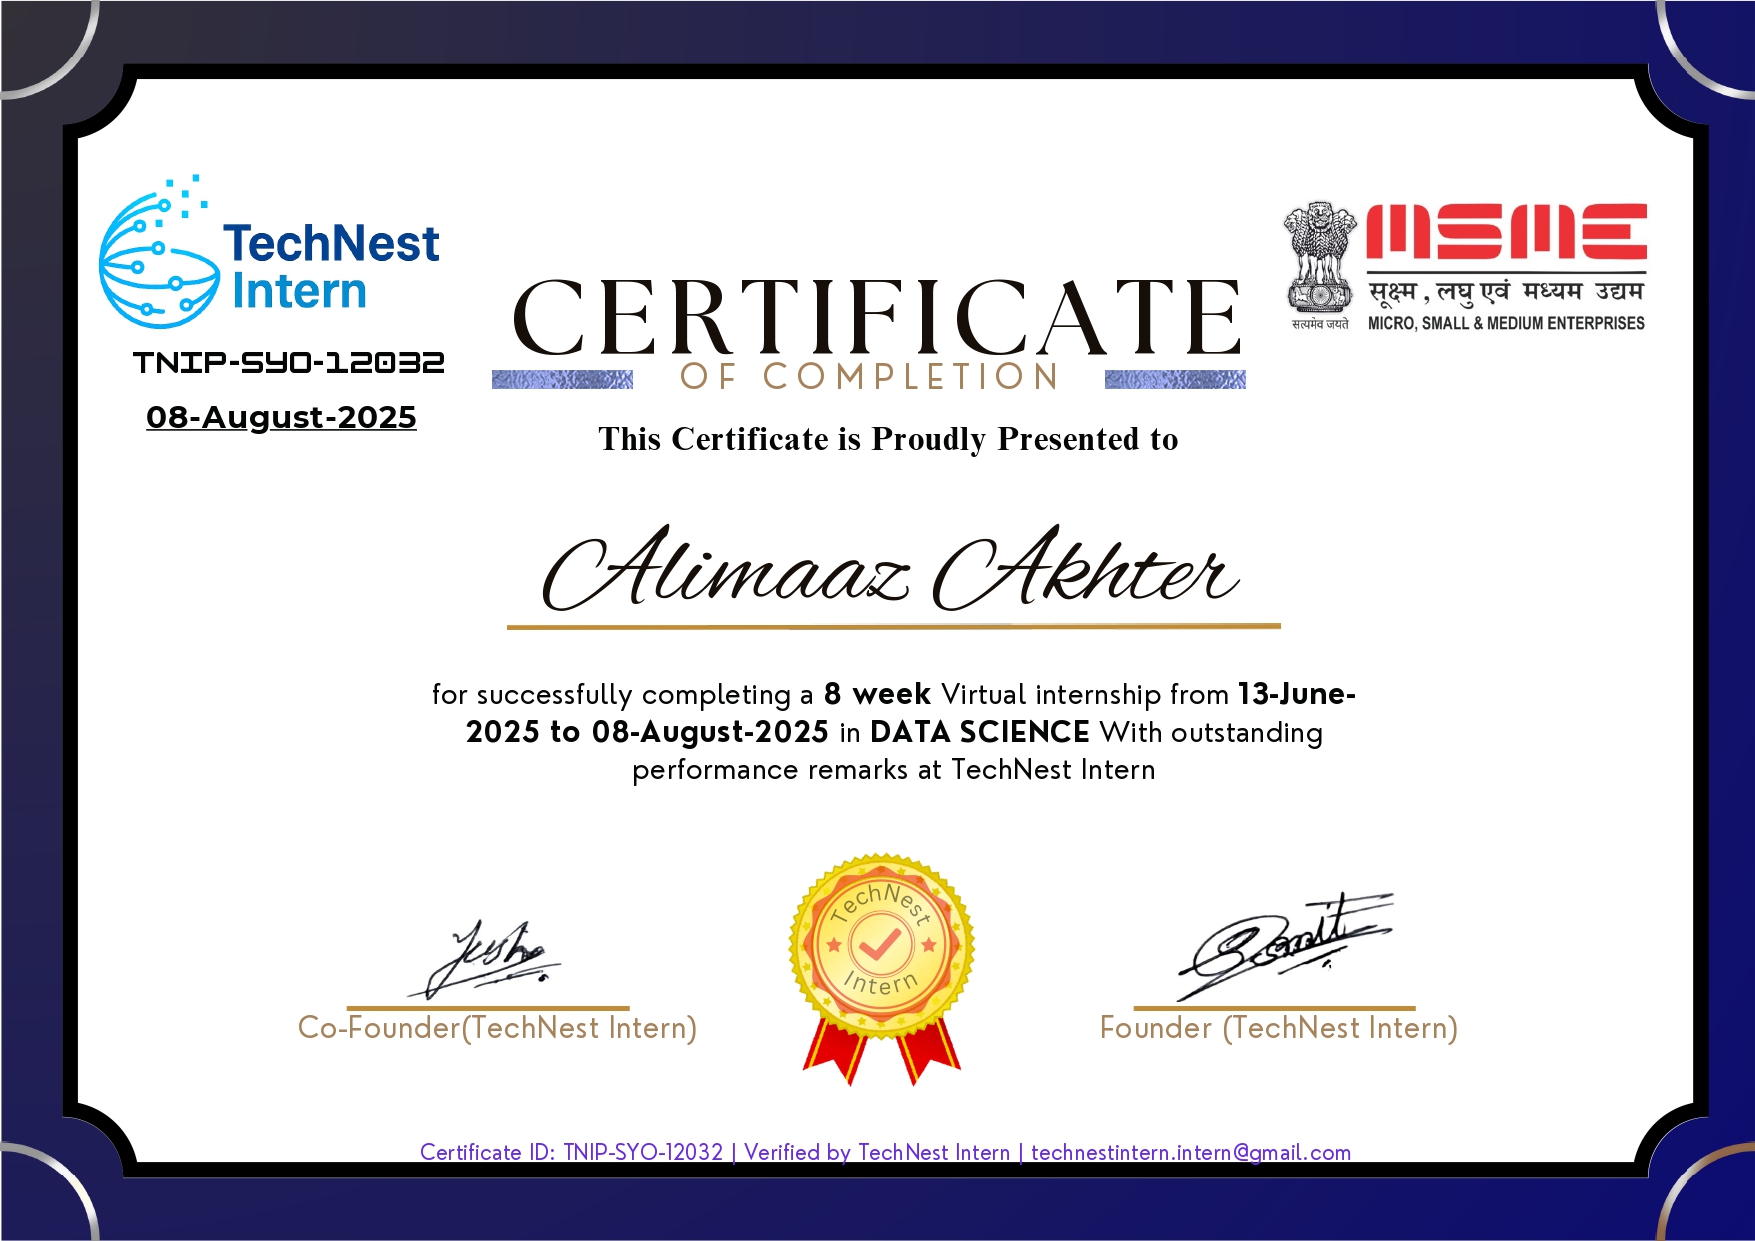 TechNest
Intern
TNIP-SYO-12032
08-August-2025
MSME
सूक्ष्म , लघु एवं मध्यम उद्यम
सत्यमेव जयते
MICRO, SMALL & MEDIUM ENTERPRISES
CERTIFICATE
OF COMPLETION
This Certificate is Proudly Presented to
Alimaaz Akhter
for successfully completing a 8 week Virtual internship from 13-June-
2025 to 08-August-2025 in DATA SCIENCE With outstanding
performance remarks at TechNest Intern
TechNest
Intern
Co-Founder(TechNest Intern)
Founder (TechNest Intern)
Certificate ID: TNIP-SYO-12032 | Verified by TechNest Intern | technestintern.intern@gmail.com